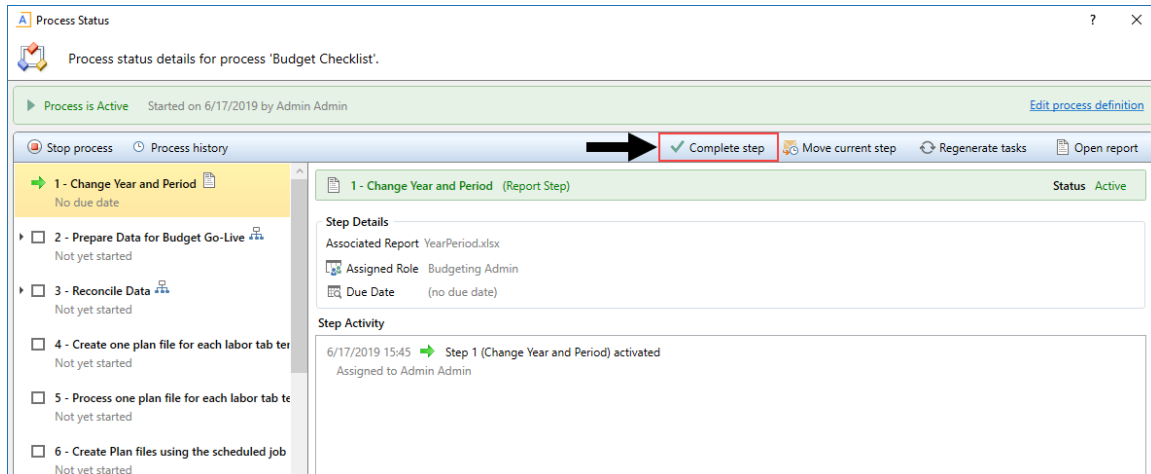 A Process Status ?
Process status details for process 'Budget Checklist'.
Process is Active Started on 6/17/2019 by Admin Admin Edit process definition
Stop process Process history Complete step Move current step Regenerate tasks Open report
1 - Change Year and Period
No due date
2 - Prepare Data for Budget Go-Live
Not yet started
3 - Reconcile Data
Not yet started
4 - Create one plan file for each labor tab ter
Not yet started
5 - Process one plan file for each labor tab te
Not yet started
6 - Create Plan files using the scheduled job
Not yet started
1 - Change Year and Period (Report Step) Status Active
Step Details
Associated Report YearPeriod.xlsx
Assigned Role Budgeting Admin
Due Date (no due date)
Step Activity
6/17/2019 15:45 Step 1 (Change Year and Period) activated
Assigned to Admin Admin